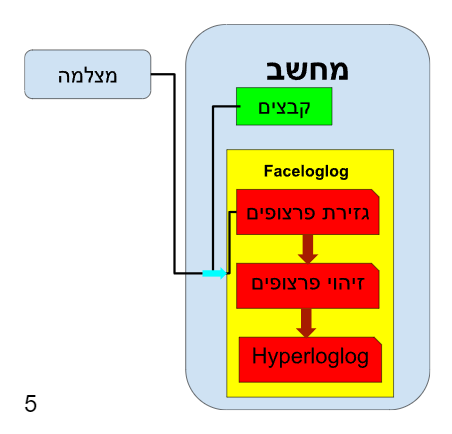 מחשב
מצלמה
קבצים
Faceloglog
גזירת פרצופים
זיהוי פרצופים
Hyperloglog
5